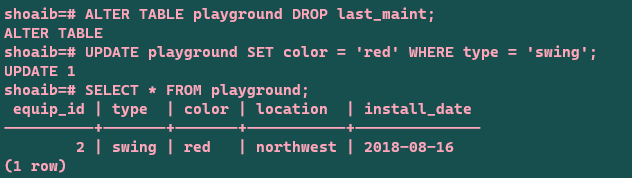 shoaib=# ALTER TABLE playground DROP last_maint;
ALTER TABLE
shoaib=# UPDATE playground SET color = 'red' WHERE type = 'swing';
UPDATE 1
shoaib=# SELECT * FROM playground;
 equip_id | type  | color | location  | install_date
----------+-------+-------+-----------+--------------
        2 | swing | red   | northwest | 2018-08-16
(1 row)